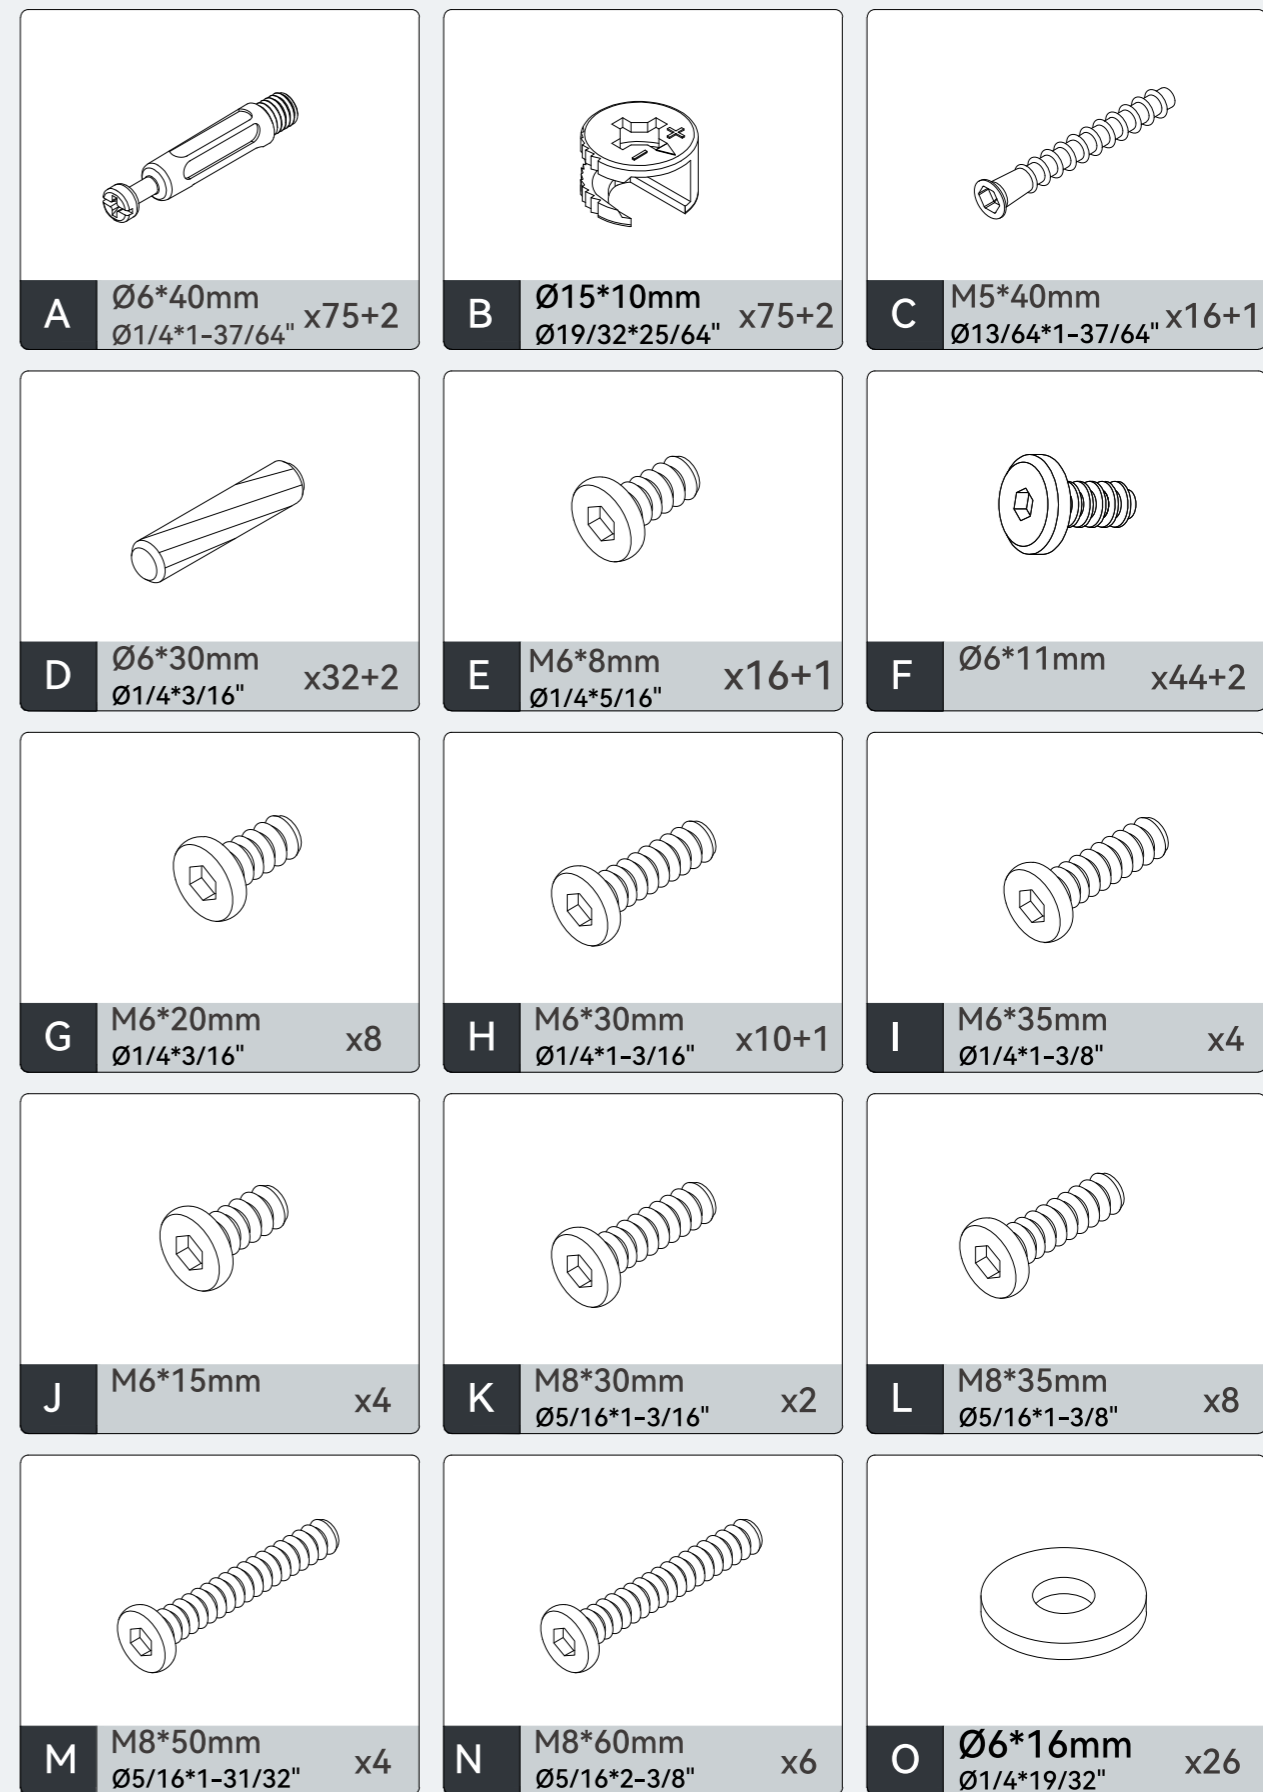 A Ø6*40mm x75+2
Ø1/4*1-37/64"
B Ø15*10mm x75+2
Ø19/32*25/64"
C M5*40mm x16+1
Ø13/64*1-37/64"
D Ø6*30mm x32+2
Ø1/4*3/16"
E M6*8mm x16+1
Ø1/4*5/16"
F Ø6*11mm x44+2
G M6*20mm x8
Ø1/4*3/16"
H M6*30mm x10+1
Ø1/4*1-3/16"
I M6*35mm x4
Ø1/4*1-3/8"
J M6*15mm x4
K M8*30mm x2
Ø5/16*1-3/16"
L M8*35mm x8
Ø5/16*1-3/8"
M M8*50mm x4
Ø5/16*1-31/32"
N M8*60mm x6
Ø5/16*2-3/8"
O Ø6*16mm x26
Ø1/4*19/32"